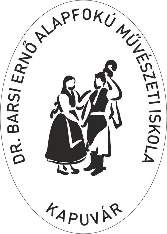 DR. BARSI ERNŐ ALAPFOKÚ MŰVÉSZETI ISKOLA
KAPUVÁR